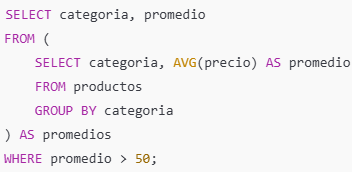 SELECT categoria, promedio
FROM (
    SELECT categoria, AVG(precio) AS promedio
    FROM productos
    GROUP BY categoria
) AS promedios
WHERE promedio > 50;